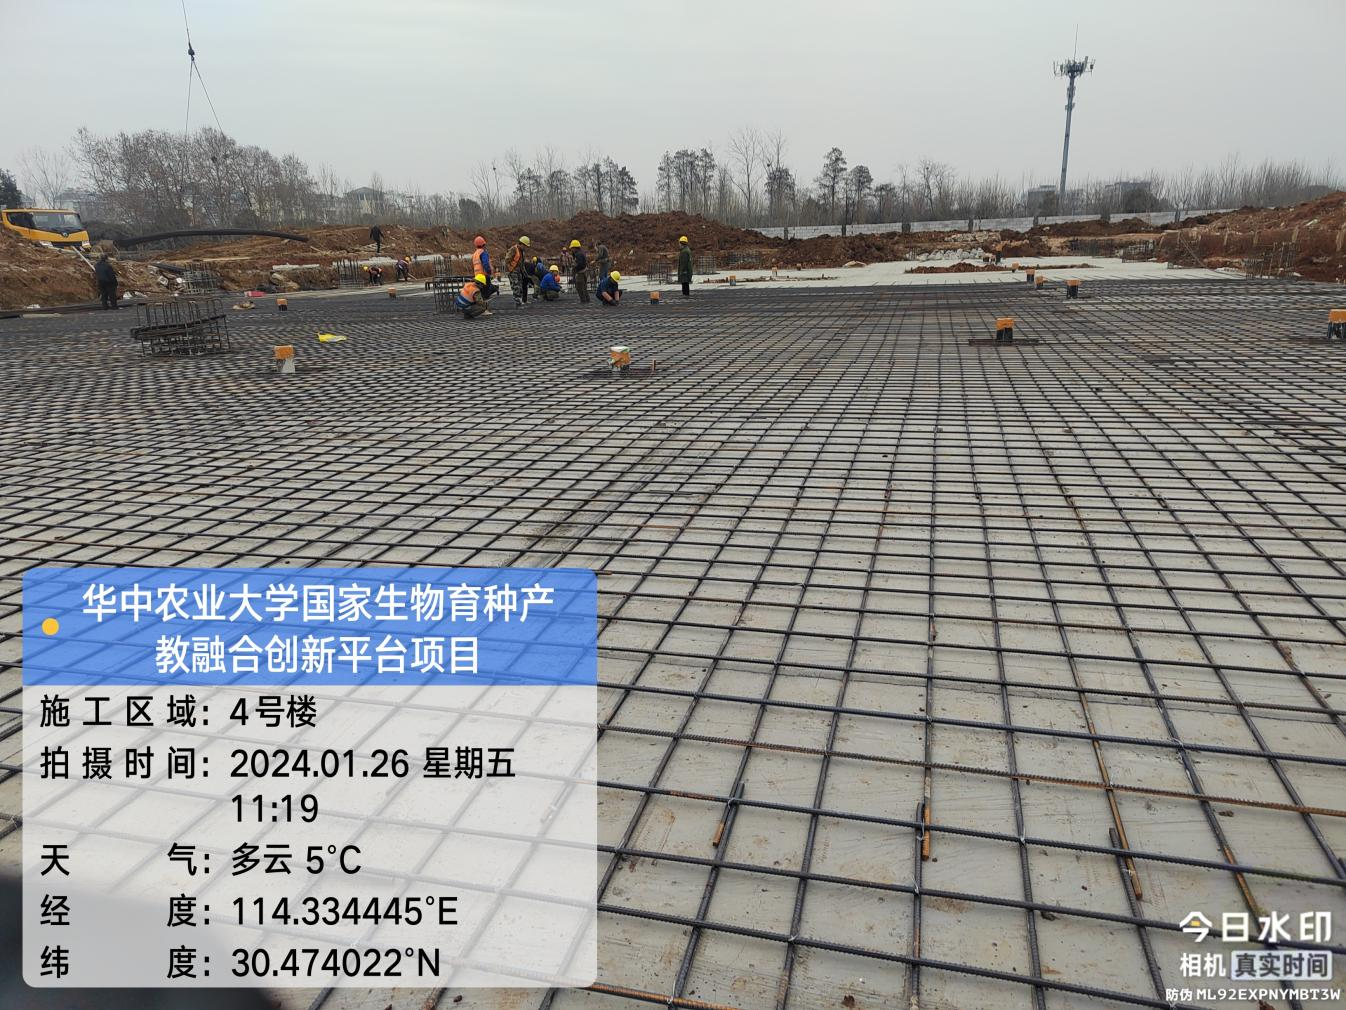 华中农业大学国家生物育种产
教融合创新平台项目
施工区域：4号楼
拍摄时间：2024.01.26 星期五
11:19
天气：多云 5℃
经度：114.334445°E
纬度：30.474022°N
今日水印
相机 真实时间
防伪 ML92EXPNYMBT3W